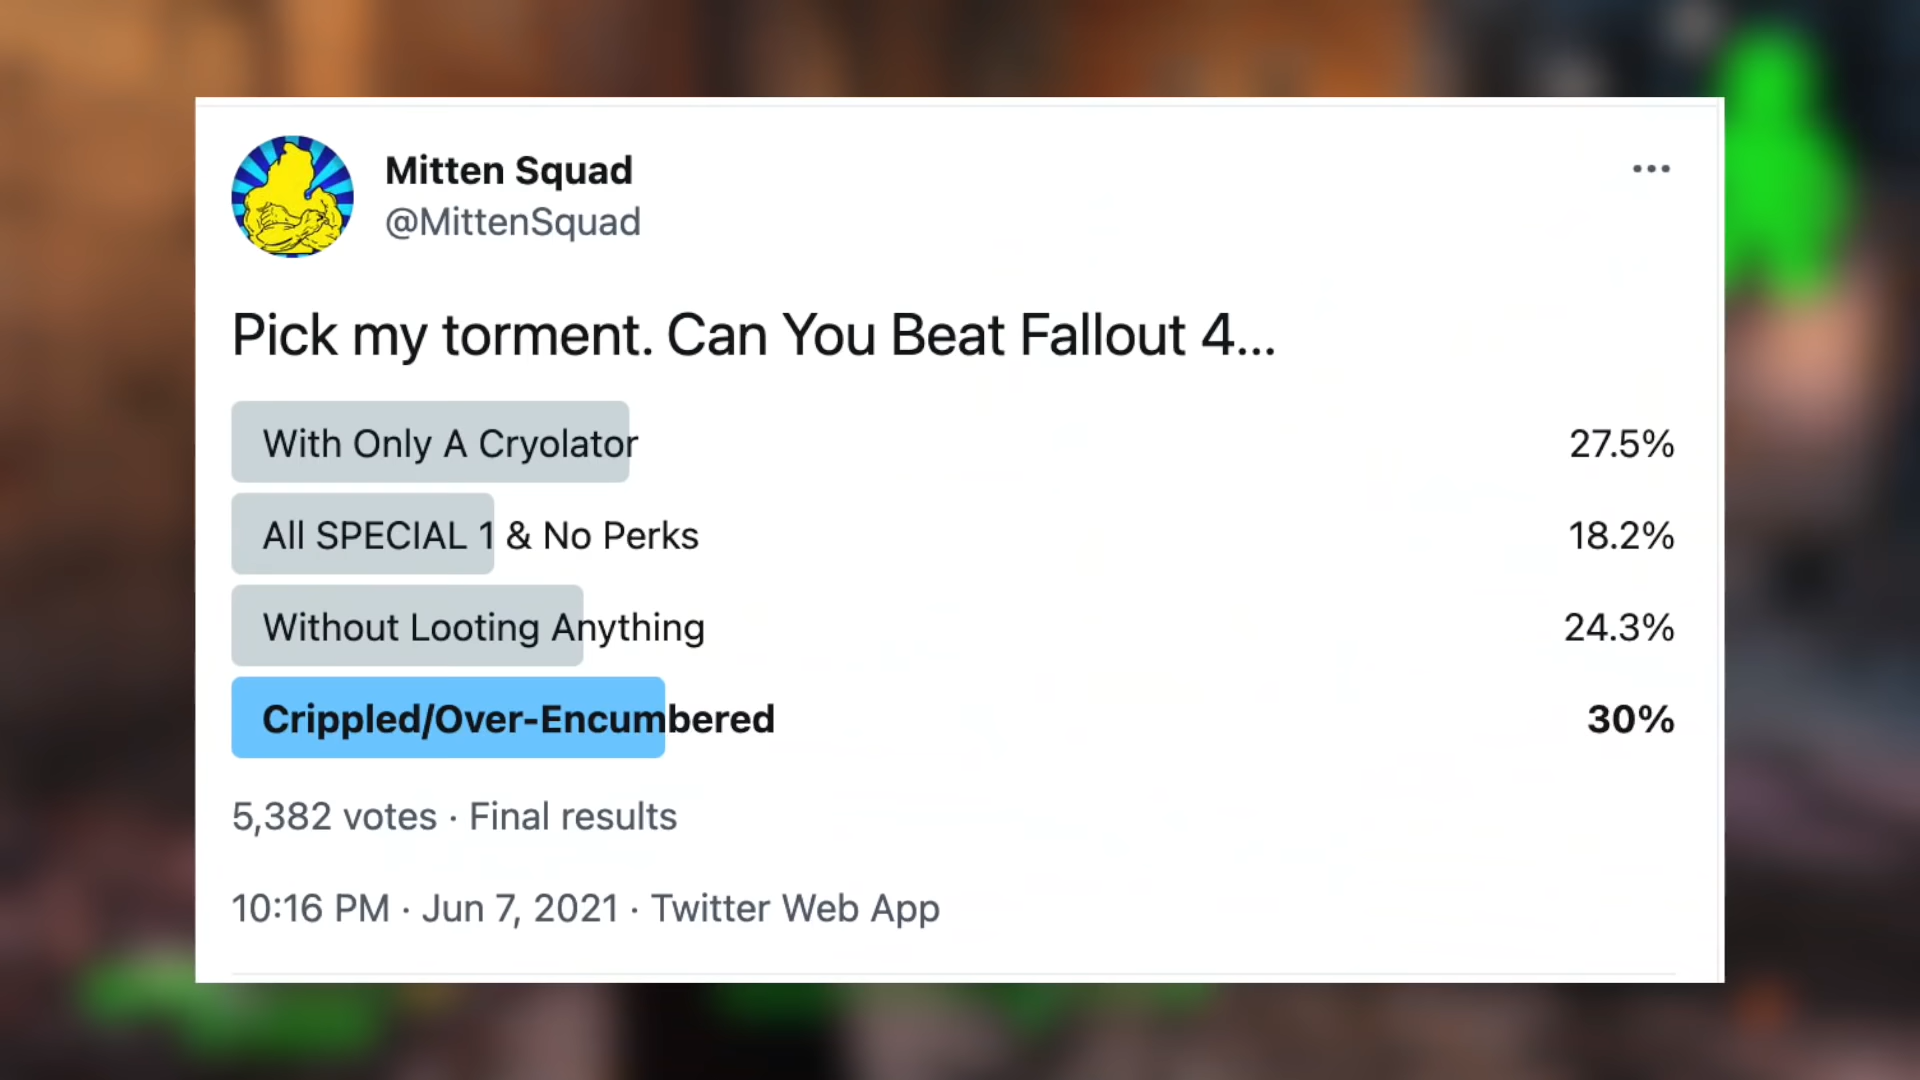 Mitten Squad
@MittenSquad
Pick my torment. Can You Beat Fallout 4...
With Only A Cryolator 27.5%
All SPECIAL 1 & No Perks 18.2%
Without Looting Anything 24.3%
Crippled/Over-Encumbered 30%
5,382 votes · Final results
10:16 PM · Jun 7, 2021 · Twitter Web App